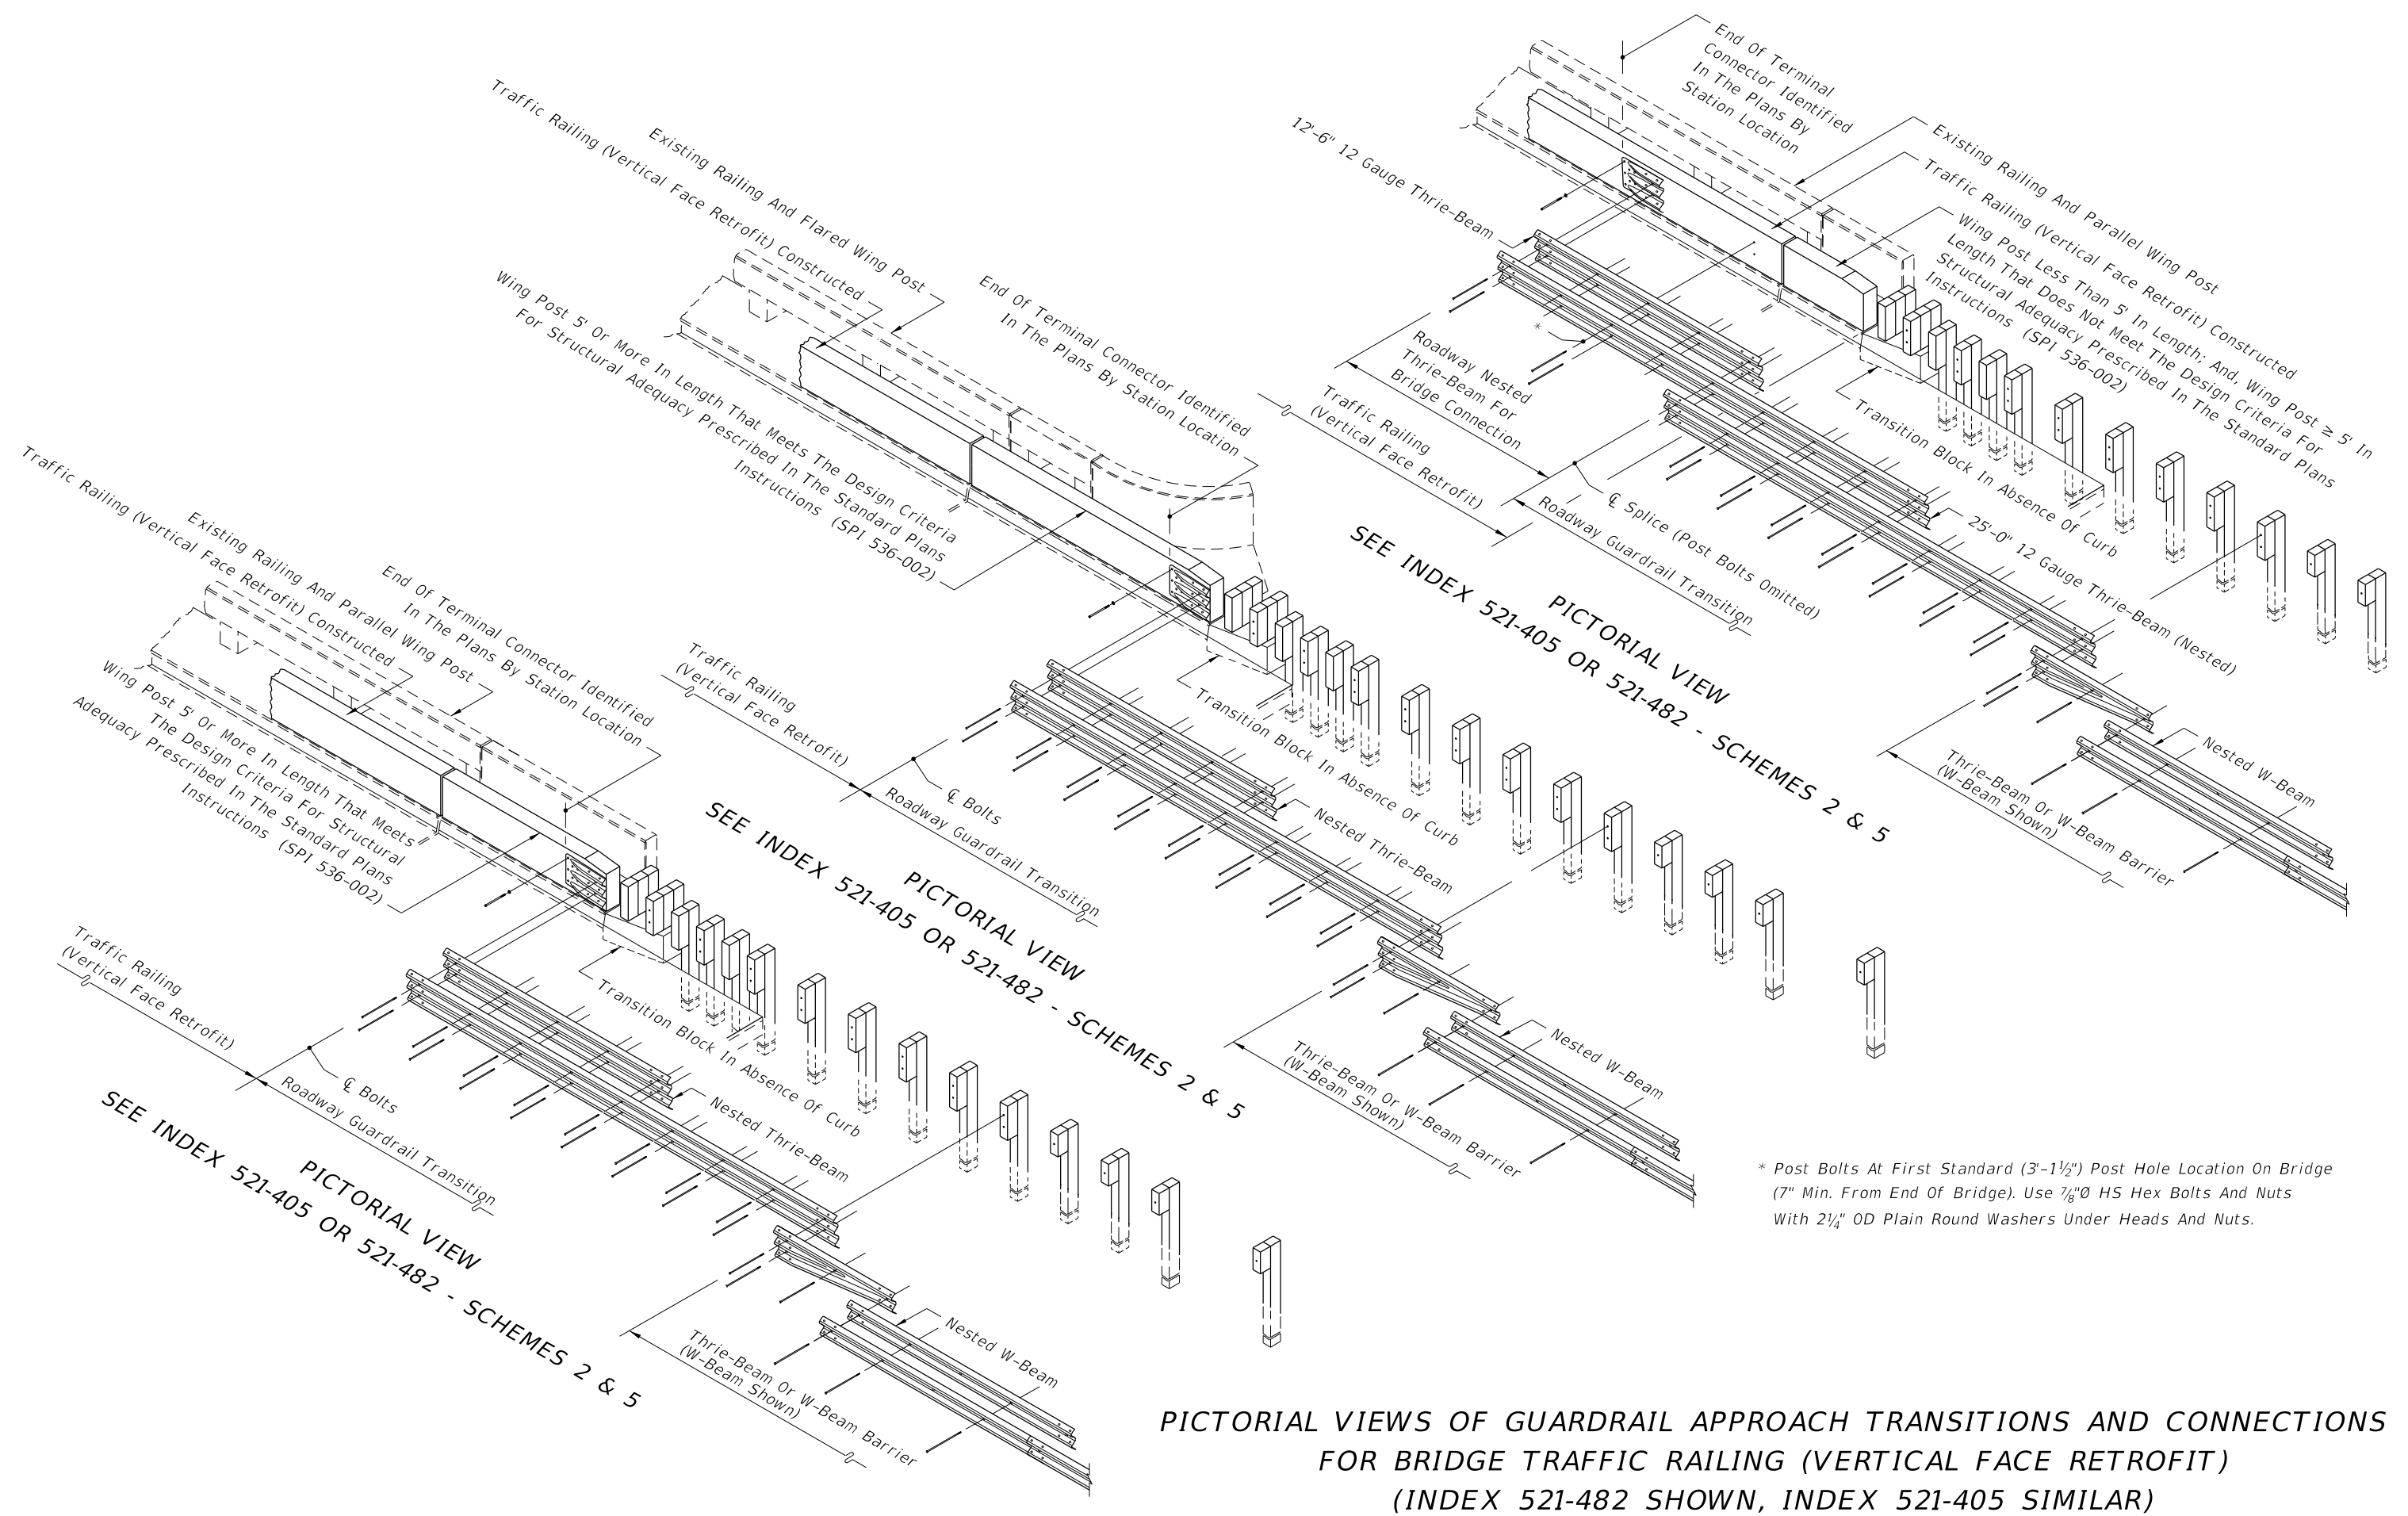 Traffic Railing (Vertical Face Retrofit) Constructed
Existing Railing And Parallel Wing Post
End Of Terminal Connector Identified
In The Plans By Station Location
Wing Post 5' Or More In Length That Meets
The Design Criteria For Structural
Adequacy Prescribed In The Standard Plans
Instructions (SPI 536-002)
Traffic Railing
(Vertical Face Retrofit)
℄ Bolts
Roadway Guardrail Transition
Transition Block In Absence Of Curb
Nested Thrie-Beam
Nested W-Beam
Thrie-Beam Or W-Beam Barrier
(W-Beam Shown)
PICTORIAL VIEW
SEE INDEX 521-405 OR 521-482 - SCHEMES 2 & 5
Traffic Railing (Vertical Face Retrofit) Constructed
Existing Railing And Flared Wing Post
End Of Terminal Connector Identified
In The Plans By Station Location
Wing Post 5' Or More In Length That Meets The Design Criteria
For Structural Adequacy Prescribed In The Standard Plans
Instructions (SPI 536-002)
Traffic Railing
(Vertical Face Retrofit)
℄ Bolts
Roadway Guardrail Transition
Transition Block In Absence Of Curb
Nested Thrie-Beam
Nested W-Beam
Thrie-Beam Or W-Beam Barrier
(W-Beam Shown)
PICTORIAL VIEW
SEE INDEX 521-405 OR 521-482 - SCHEMES 2 & 5
End Of Terminal
Connector Identified
In The Plans By
Station Location
Existing Railing And Parallel Wing Post
Traffic Railing (Vertical Face Retrofit) Constructed
Wing Post Less Than 5' In Length; And, Wing Post ≥ 5' In
Length That Does Not Meet The Design Criteria For
Structural Adequacy Prescribed In The Standard Plans
Instructions (SPI 536-002)
12'-6" 12 Gauge Thrie-Beam
*
Roadway Nested
Thrie-Beam For
Bridge Connection
Traffic Railing
(Vertical Face Retrofit)
℄ Splice (Post Bolts Omitted)
Roadway Guardrail Transition
Transition Block In Absence Of Curb
25'-0" 12 Gauge Thrie-Beam (Nested)
Nested W-Beam
Thrie-Beam Or W-Beam Barrier
(W-Beam Shown)
PICTORIAL VIEW
SEE INDEX 521-405 OR 521-482 - SCHEMES 2 & 5
* Post Bolts At First Standard (3'-1½") Post Hole Location On Bridge
(7" Min. From End Of Bridge). Use ⅞"Ø HS Hex Bolts And Nuts
With 2¼" OD Plain Round Washers Under Heads And Nuts.
PICTORIAL VIEWS OF GUARDRAIL APPROACH TRANSITIONS AND CONNECTIONS
FOR BRIDGE TRAFFIC RAILING (VERTICAL FACE RETROFIT)
(INDEX 521-482 SHOWN, INDEX 521-405 SIMILAR)